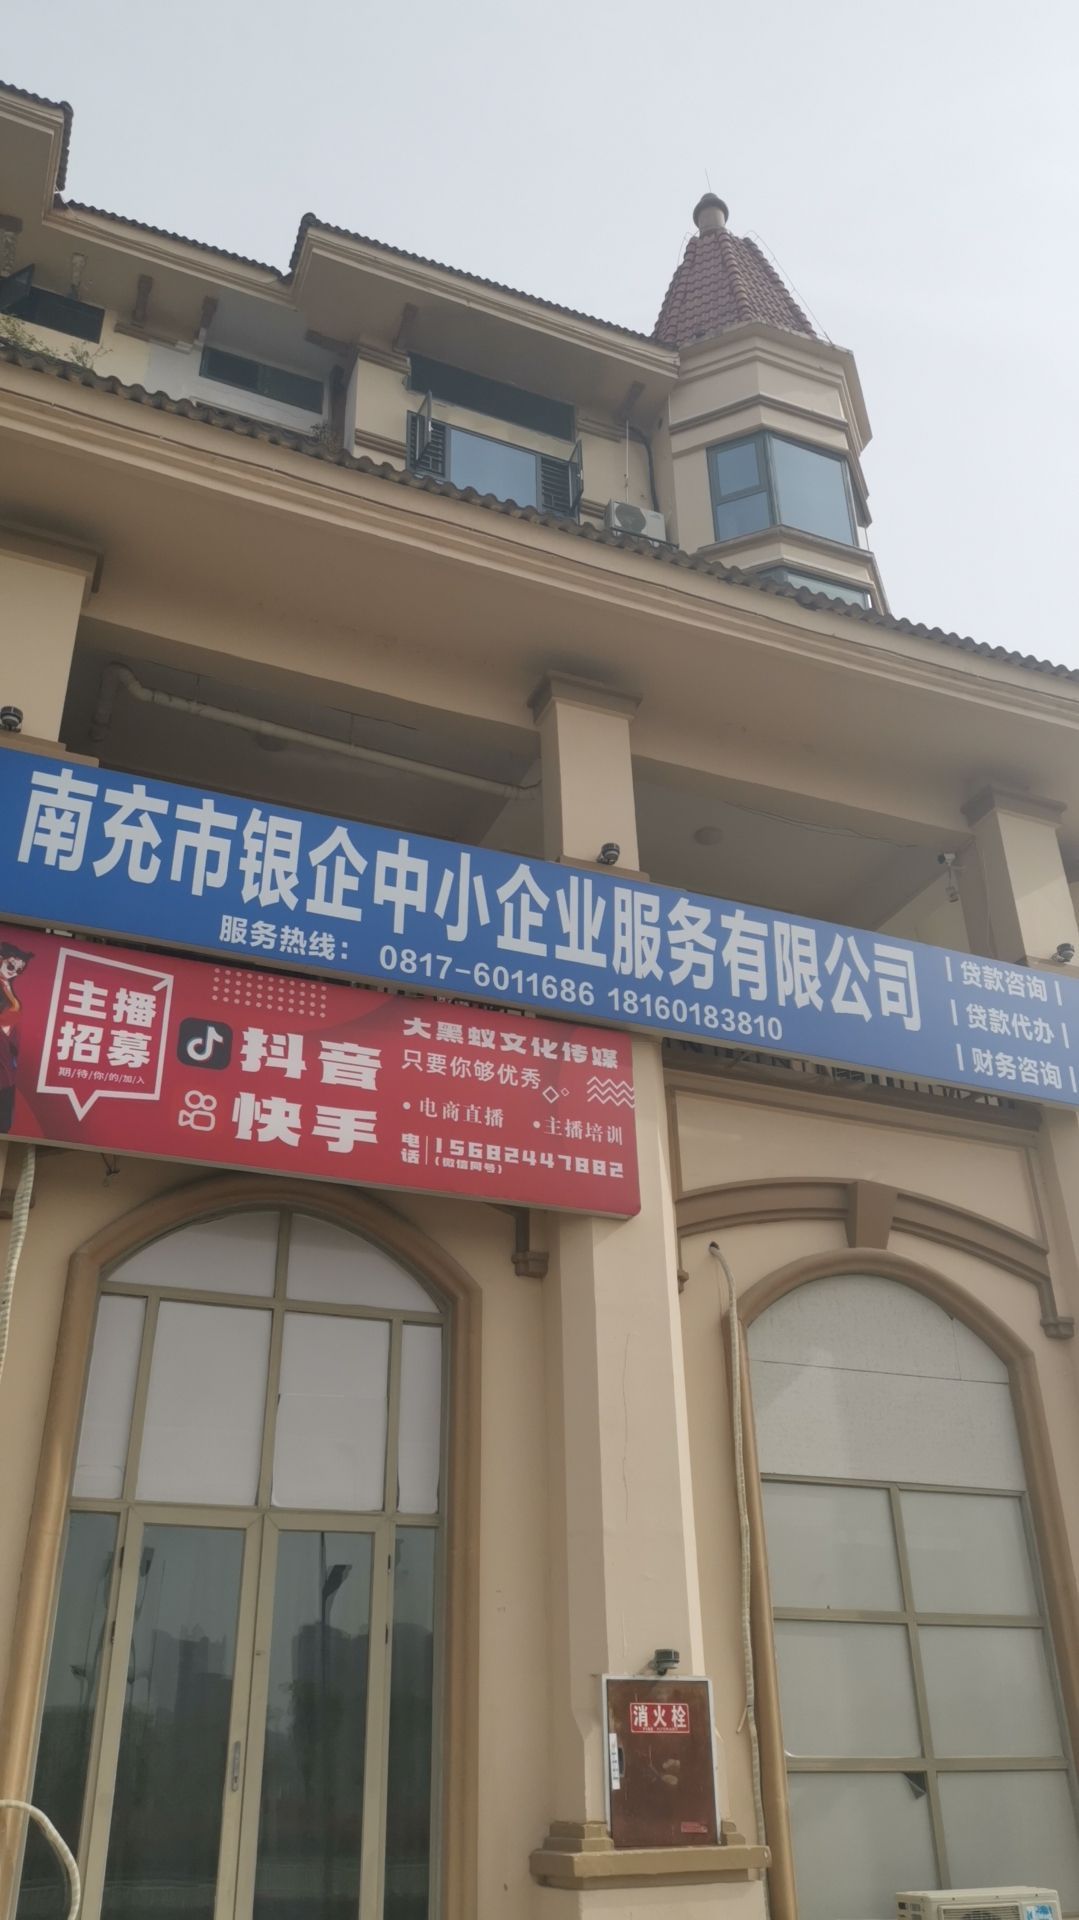 南充市银企中小企业服务有限公司
服务热线： 0817-6011686 18160183810
| 贷款咨询 |
| 贷款代办 |
| 财务咨询 |
主播
招募
期/待/你/的/加/入
抖音
快手
大黑蚁文化传媒
只要你够优秀
•电商直播 •主播培训
电话 15682447882
(微信同号)
消火栓